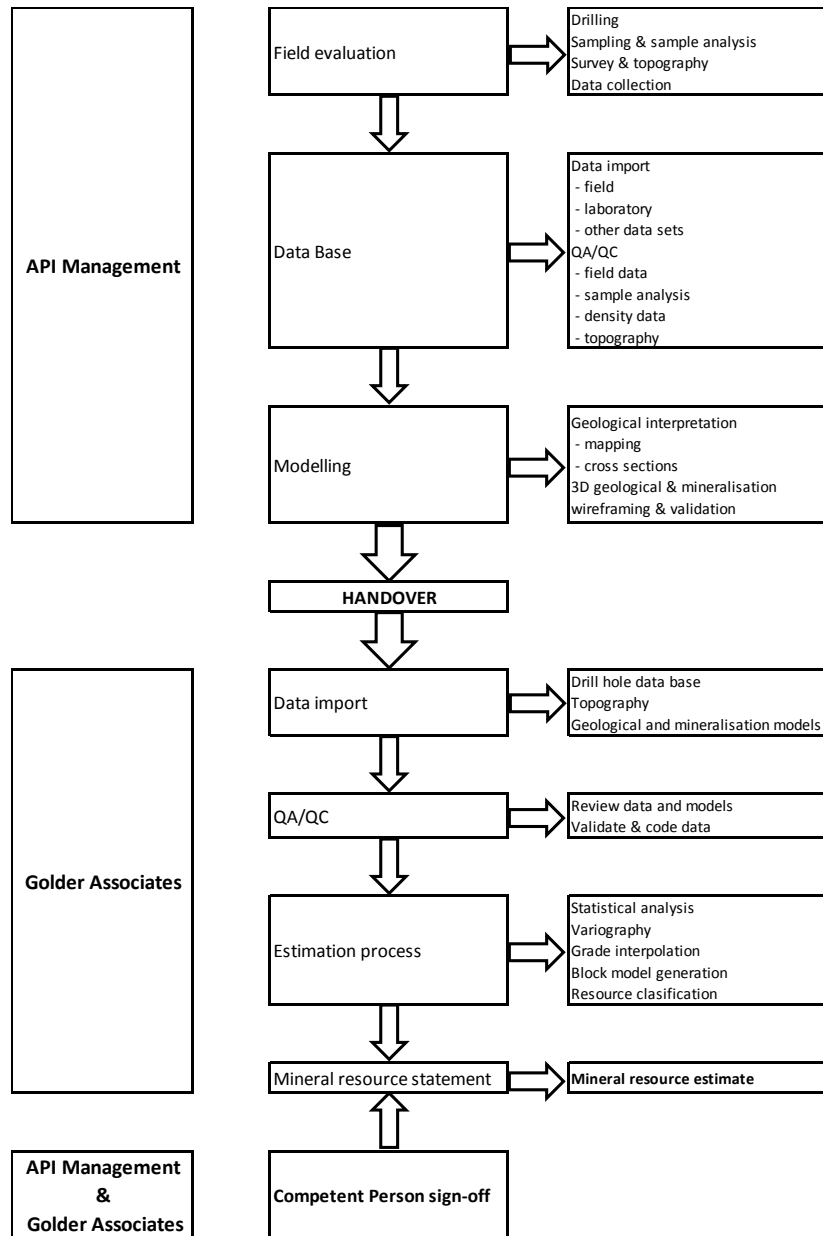 Field evaluation
Drilling
Sampling & sample analysis
Survey & topography
Data collection
API Management
Data Base
Data import
- field
- laboratory
- other data sets
QA/QC
- field data
- sample analysis
- density data
- topography
Modelling
Geological interpretation
- mapping
- cross sections
3D geological & mineralisation
wireframing & validation
HANDOVER
Golder Associates
Data import
Drill hole data base
Topography
Geological and mineralisation models
QA/QC
Review data and models
Validate & code data
Estimation process
Statistical analysis
Variography
Grade interpolation
Block model generation
Resource clasification
Mineral resource statement
Mineral resource estimate
API Management
&
Golder Associates
Competent Person sign-off